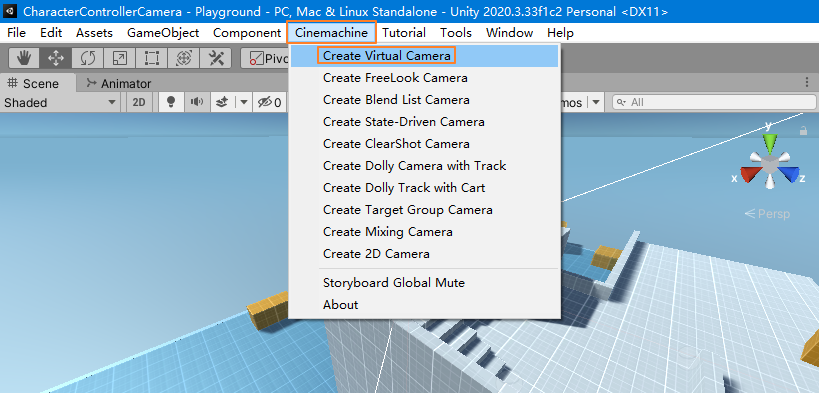 CharacterControllerCamera - Playground - PC, Mac & Linux Standalone - Unity 2020.3.33f1c2 Personal <DX11>
File Edit Assets GameObject Component Cinemachine Tutorial Tools Window Help
Pivo
Create Virtual Camera
Scene Animator
Create FreeLook Camera
Shaded 2D 0 mos All
Create Blend List Camera
Create State-Driven Camera
Create ClearShot Camera
Create Dolly Camera with Track
Create Dolly Track with Cart
Create Target Group Camera
Create Mixing Camera
Create 2D Camera
Storyboard Global Mute
About
y
x z
Persp